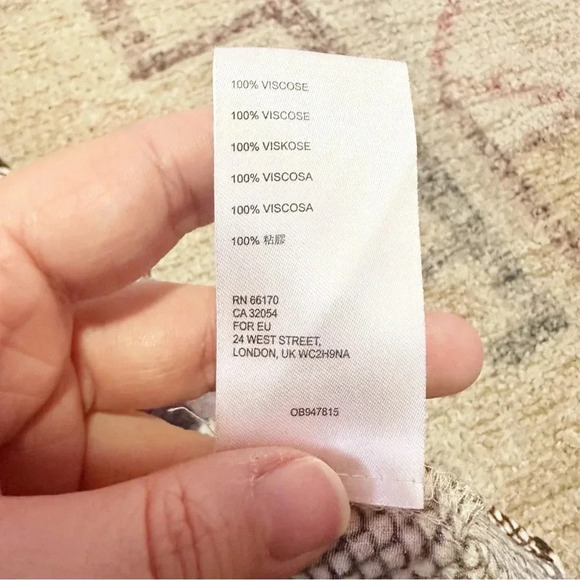 100% VISCOSE
100% VISCOSE
100% VISKOSE
100% VISCOSA
100% VISCOSA
100% 粘膠
RN 66170
CA 32054
FOR EU
24 WEST STREET,
LONDON, UK WC2H9NA
OB947815